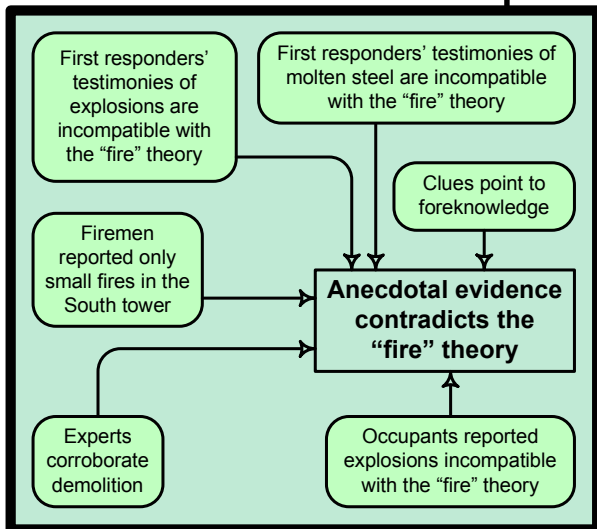 First responders’
testimonies of
explosions are
incompatible with
the “fire” theory
First responders’ testimonies of
molten steel are incompatible
with the “fire” theory
Clues point to
foreknowledge
Firemen
reported only
small fires in the
South tower
Anecdotal evidence
contradicts the
“fire” theory
Experts
corroborate
demolition
Occupants reported
explosions incompatible
with the “fire” theory